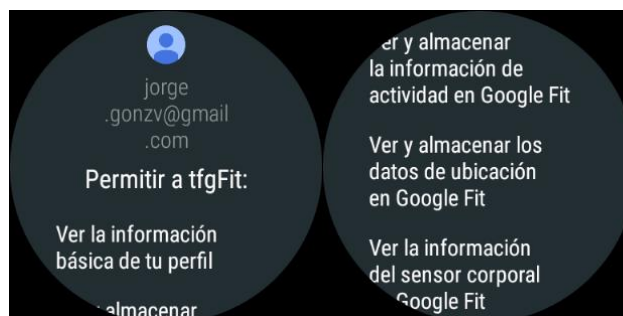 jorge
.gonzv@gmail
.com
Permitir a tfgFit:
Ver la información
básica de tu perfil
almacenar
er y almacenar
la información de
actividad en Google Fit
Ver y almacenar los
datos de ubicación
en Google Fit
Ver la información
del sensor corporal
Google Fit